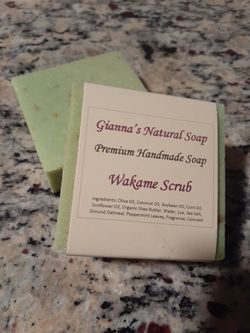 Gianna's Natural Soap
Premium Handmade Soap
Wakame Scrub
Ingredients: Olive Oil, Coconut Oil, Soybean Oil, Corn Oil,
Sunflower Oil, Organic Shea Butter, Water, Lye, Sea Salt,
Ground Oatmeal, Peppermint Leaves, Fragrance, Colorant